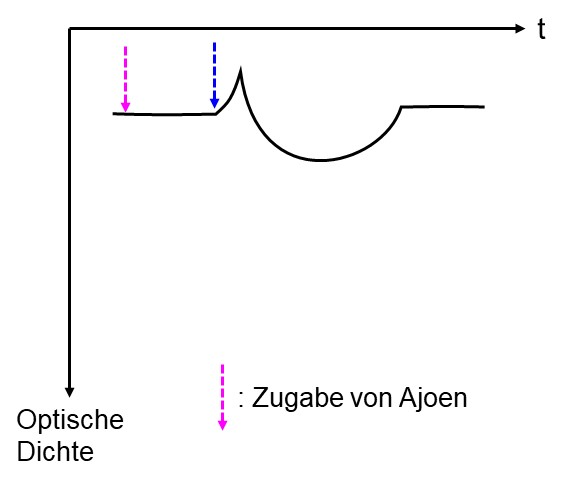 t
Optische
Dichte
: Zugabe von Ajoen